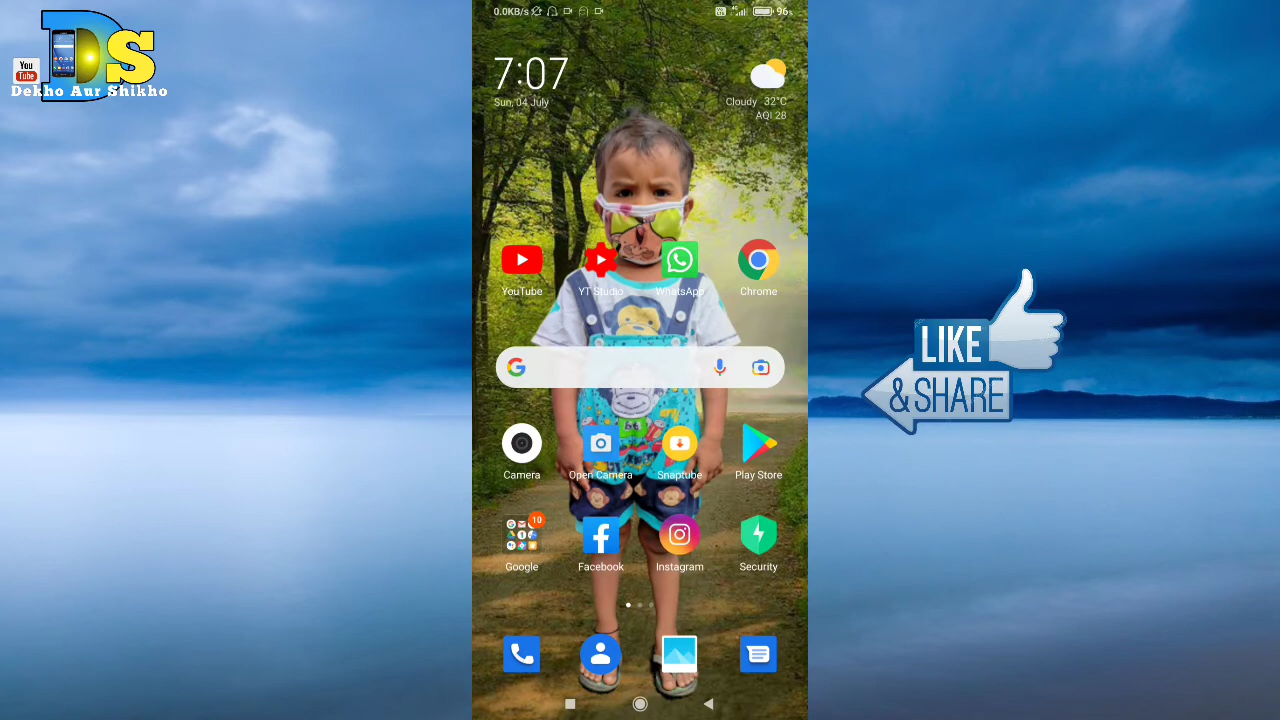 DS
You
Tube
Dekho Aur Shikho
0.0KB/s
4G
96%
7:07
Sun, 04 July
Cloudy 32°C
AQI 28
YouTube
YT Studio
WhatsApp
Chrome
LIKE
& SHARE
Camera
Open Camera
Snaptube
Play Store
10
Google
Facebook
Instagram
Security